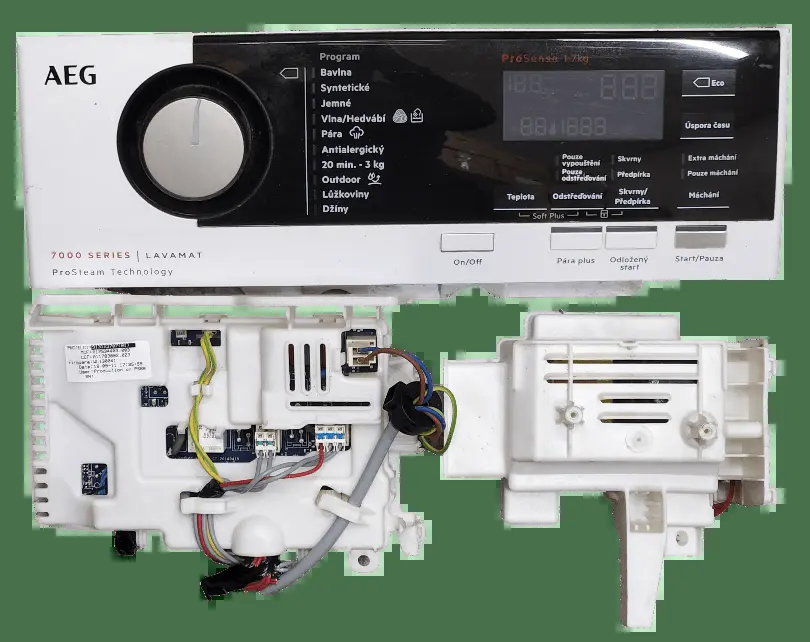 AEG
Program
Bavlna
Syntetické
Jemné
Vlna/Hedvábí
Pára
Antialergický
20 min. - 3 kg
Outdoor
Lůžkoviny
Džíny
ProSense
Eco
Úspora času
Pouze vypouštění
Pouze odstřeďování
Skvrny
Předpírka
Extra máchání
Pouze máchání
Teplota
Odstřeďování
Skvrny/
Předpírka
Máchání
Soft Plus
7000 SERIES | LAVAMAT
ProSteam Technology
On/Off
Pára plus
Odložený
start
Start/Pauza